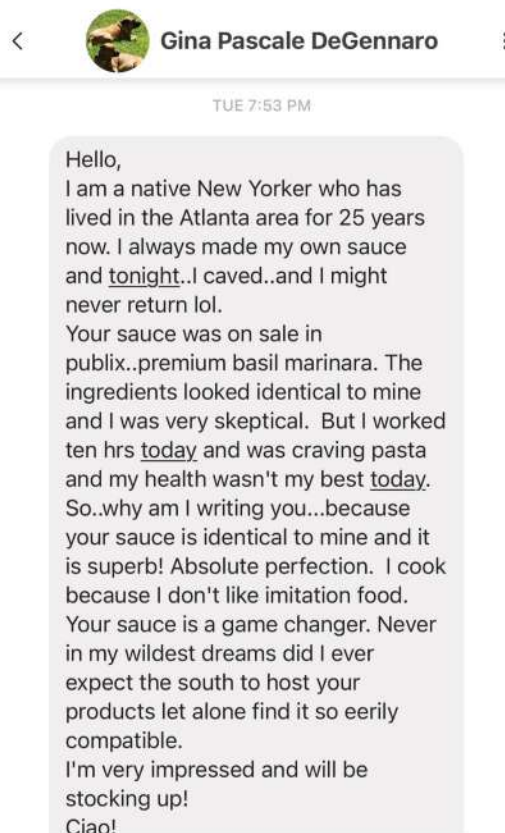 Gina Pascale DeGennaro
TUE 7:53 PM
Hello,
I am a native New Yorker who has
lived in the Atlanta area for 25 years
now. I always made my own sauce
and tonight..I caved..and I might
never return lol.
Your sauce was on sale in
publix..premium basil marinara. The
ingredients looked identical to mine
and I was very skeptical.  But I worked
ten hrs today and was craving pasta
and my health wasn't my best today.
So..why am I writing you...because
your sauce is identical to mine and it
is superb! Absolute perfection.  I cook
because I don't like imitation food.
Your sauce is a game changer. Never
in my wildest dreams did I ever
expect the south to host your
products let alone find it so eerily
compatible.
I'm very impressed and will be
stocking up!
Ciao!